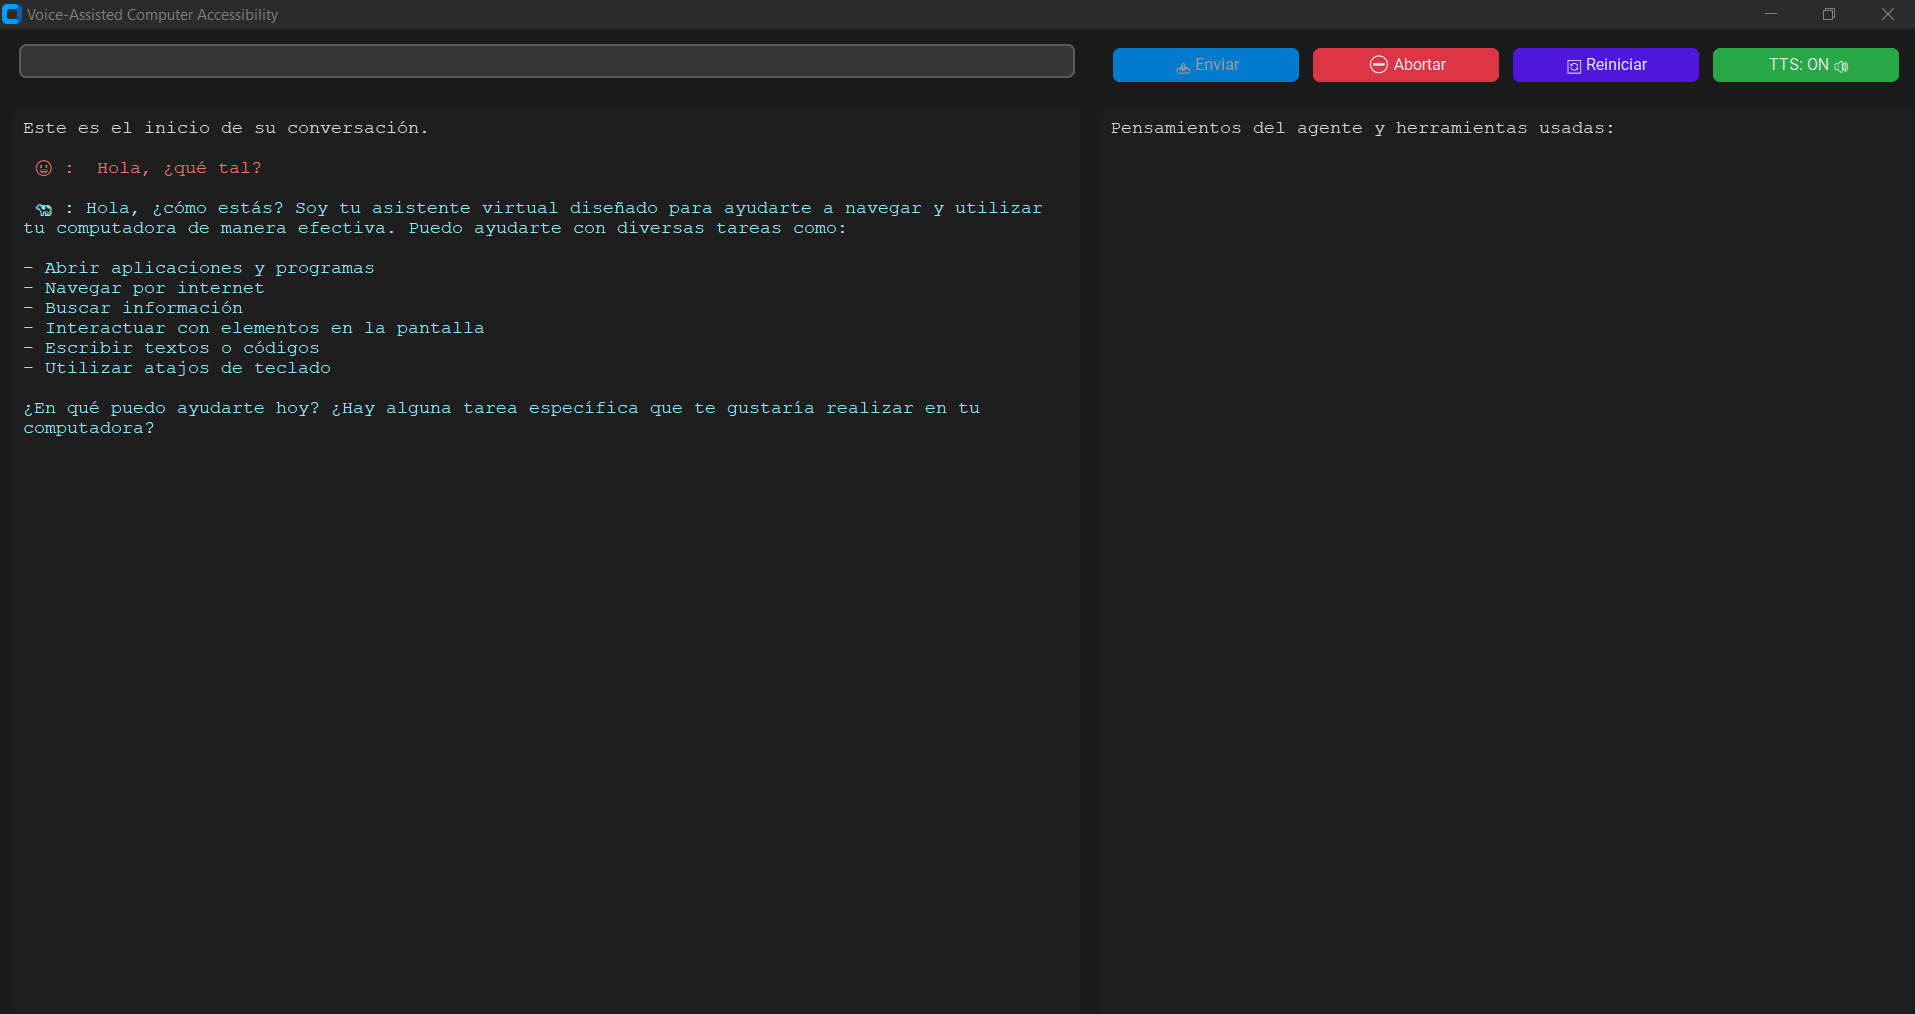 Voice-Assisted Computer Accessibility
Enviar
Abortar
Reiniciar
TTS: ON
Este es el inicio de su conversación.
: Hola, ¿qué tal?
: Hola, ¿cómo estás? Soy tu asistente virtual diseñado para ayudarte a navegar y utilizar
tu computadora de manera efectiva. Puedo ayudarte con diversas tareas como:
- Abrir aplicaciones y programas
- Navegar por internet
- Buscar información
- Interactuar con elementos en la pantalla
- Escribir textos o códigos
- Utilizar atajos de teclado
¿En qué puedo ayudarte hoy? ¿Hay alguna tarea específica que te gustaría realizar en tu
computadora?
Pensamientos del agente y herramientas usadas: